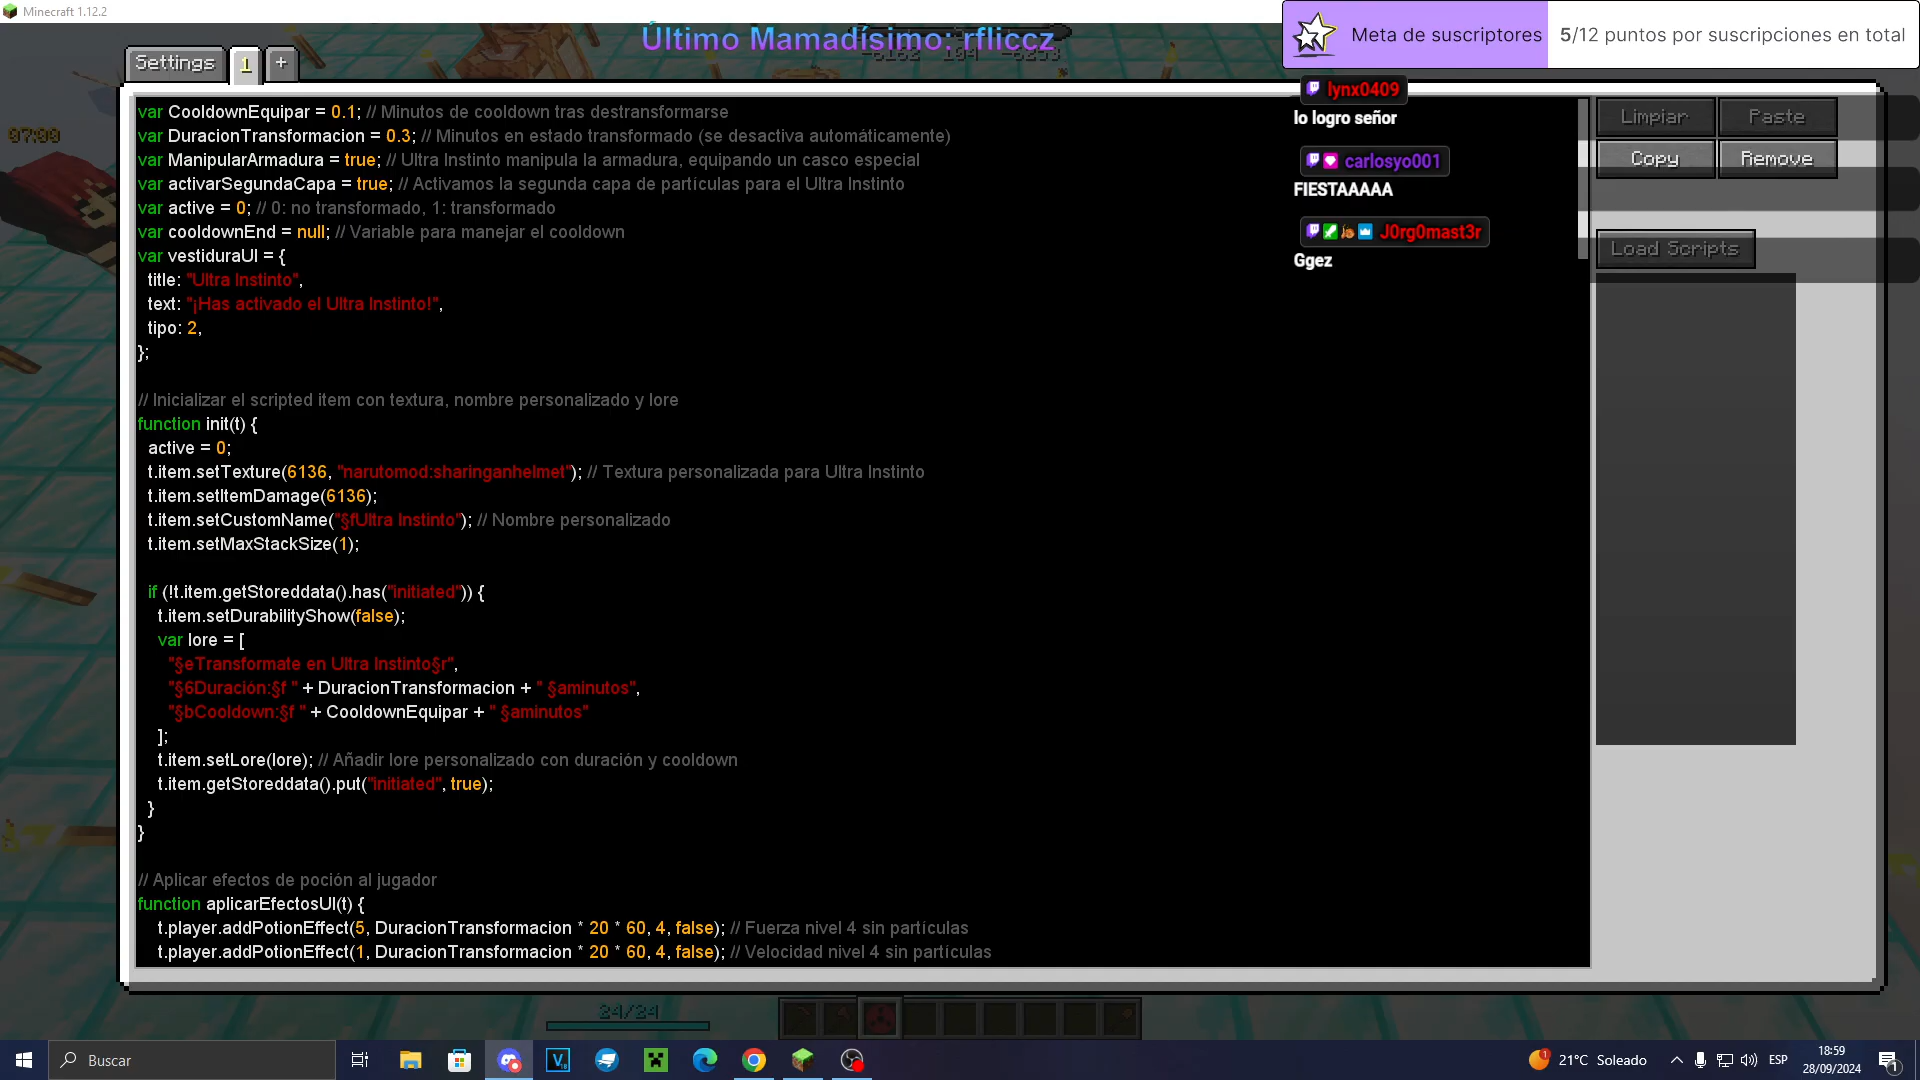 Minecraft 1.12.2
Último Mamadísimo: rfliccz
Meta de suscriptores
5/12 puntos por suscripciones en total
Settings
1
+
lynx0409
lo logro señor
carlosyo001
FIESTAAAAA
J0rg0mast3r
Ggez
Limpiar
Paste
Copy
Remove
Load Scripts
var CooldownEquipar = 0.1; // Minutos de cooldown tras destransformarse
var DuracionTransformacion = 0.3; // Minutos en estado transformado (se desactiva automáticamente)
var ManipularArmadura = true; // Ultra Instinto manipula la armadura, equipando un casco especial
var activarSegundaCapa = true; // Activamos la segunda capa de partículas para el Ultra Instinto
var active = 0; // 0: no transformado, 1: transformado
var cooldownEnd = null; // Variable para manejar el cooldown
var vestiduraUI = {
title: "Ultra Instinto",
text: "¡Has activado el Ultra Instinto!",
tipo: 2,
};
// Inicializar el scripted item con textura, nombre personalizado y lore
function init(t) {
active = 0;
t.item.setTexture(6136, "narutomod:sharinganhelmet"); // Textura personalizada para Ultra Instinto
t.item.setItemDamage(6136);
t.item.setCustomName("§fUltra Instinto"); // Nombre personalizado
t.item.setMaxStackSize(1);
if (!t.item.getStoreddata().has("initiated")) {
t.item.setDurabilityShow(false);
var lore = [
"§eTransformate en Ultra Instinto§r",
"§6Duración:§f " + DuracionTransformacion + " §aminutos",
"§bCooldown:§f " + CooldownEquipar + " §aminutos"
];
t.item.setLore(lore); // Añadir lore personalizado con duración y cooldown
t.item.getStoreddata().put("initiated", true);
}
}
// Aplicar efectos de poción al jugador
function aplicarEfectosUI(t) {
t.player.addPotionEffect(5, DuracionTransformacion * 20 * 60, 4, false); // Fuerza nivel 4 sin partículas
t.player.addPotionEffect(1, DuracionTransformacion * 20 * 60, 4, false); // Velocidad nivel 4 sin partículas
24/24
Buscar
21°C Soleado
ESP
18:59
28/09/2024
1